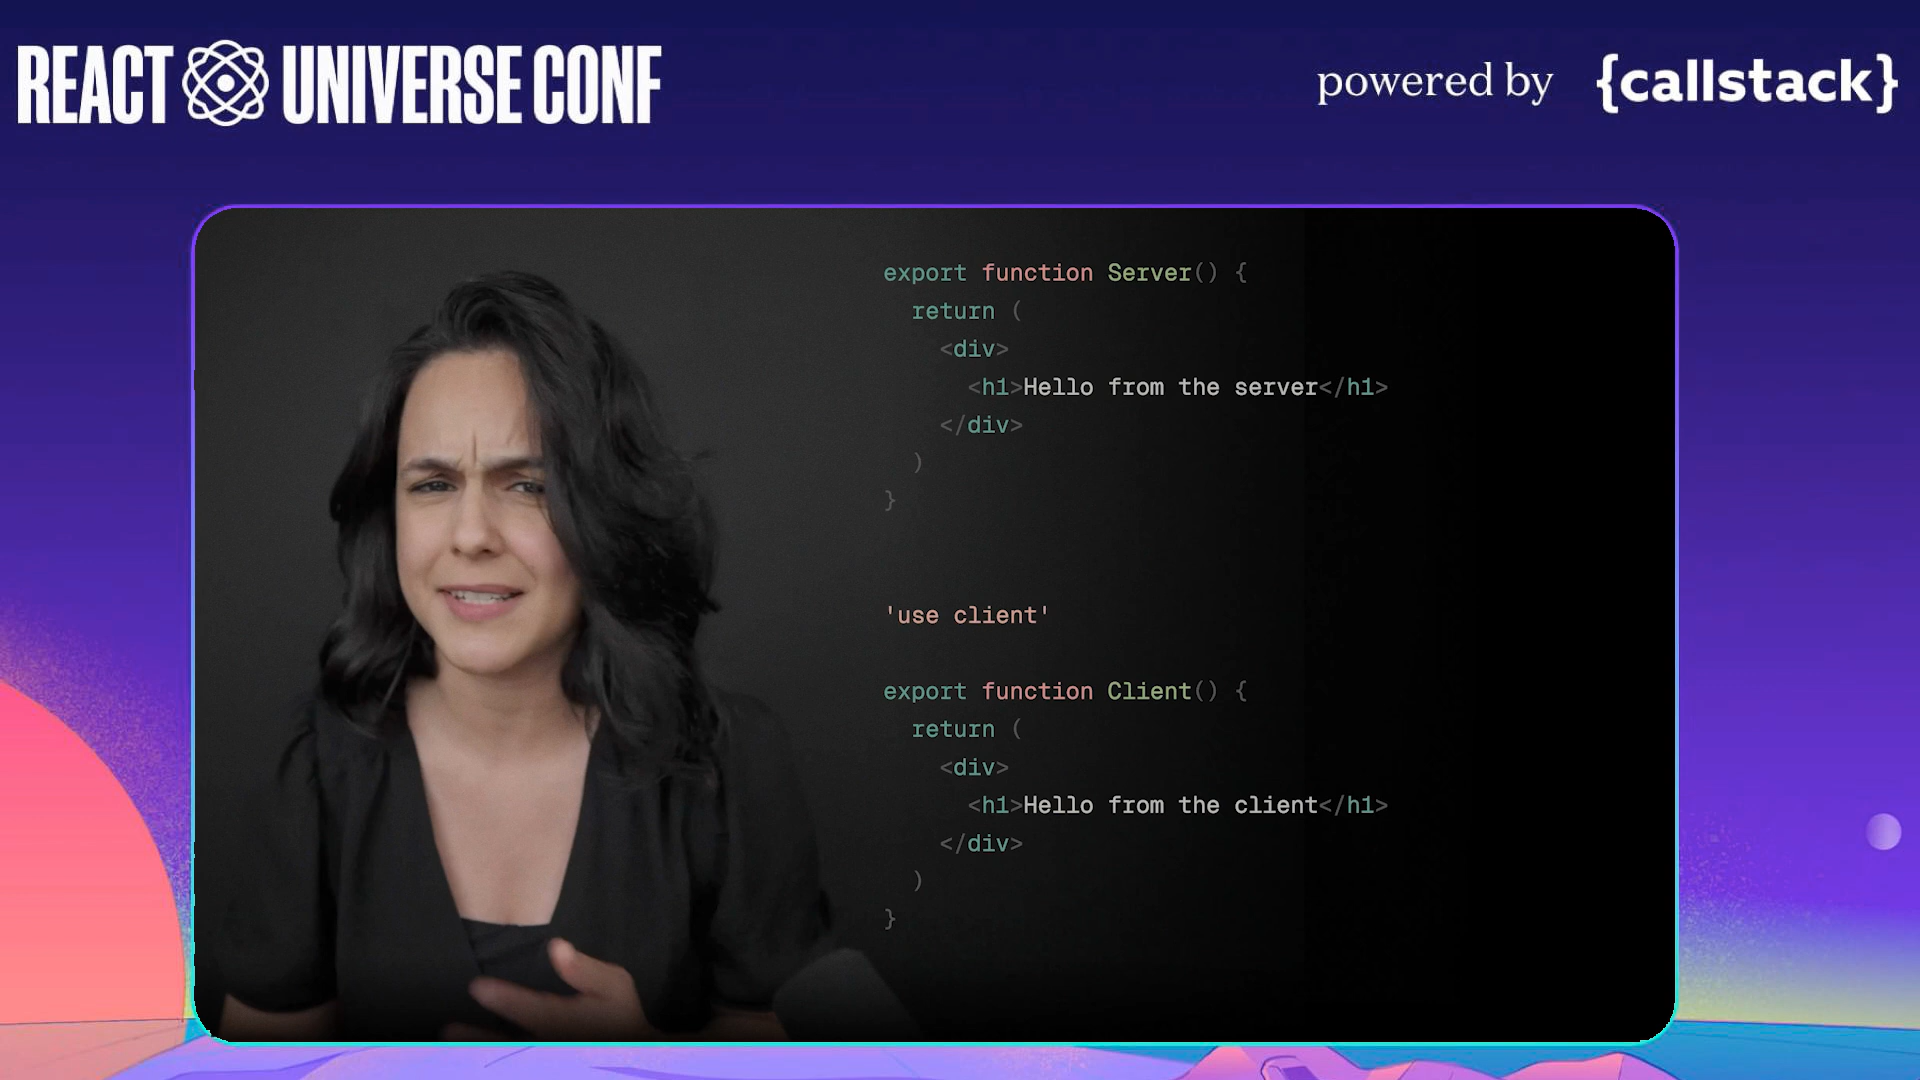 REACT UNIVERSE CONF
powered by {callstack}
export function Server() {
return (
<div>
<h1>Hello from the server</h1>
</div>
)
}
'use client'
export function Client() {
return (
<div>
<h1>Hello from the client</h1>
</div>
)
}